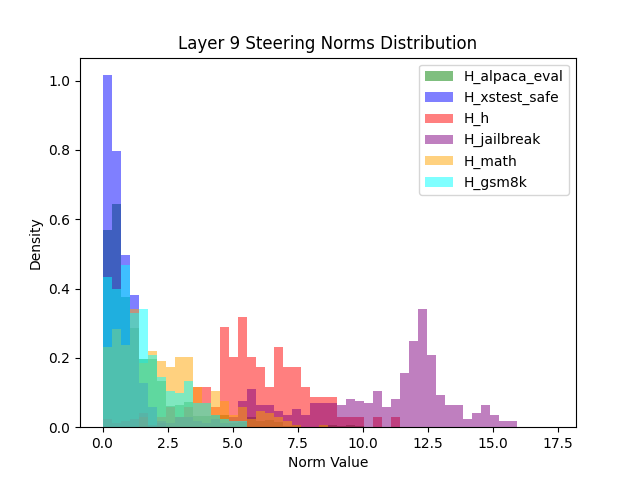 Layer 9 Steering Norms Distribution
H_alpaca_eval
H_xstest_safe
H_h
H_jailbreak
H_math
H_gsm8k
Density
1.0
0.8
0.6
0.4
0.2
0.0
0.0 2.5 5.0 7.5 10.0 12.5 15.0 17.5
Norm Value